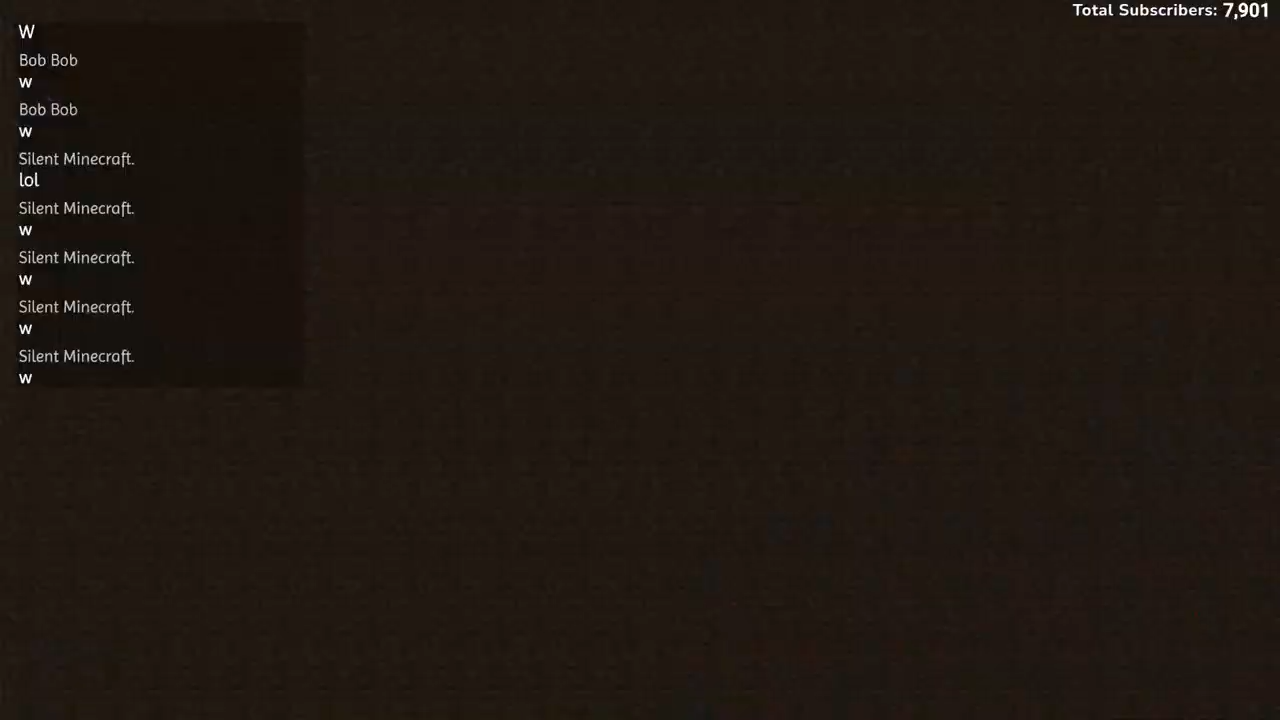 Total Subscribers: 7,901
W
Bob Bob
w
Bob Bob
w
Silent Minecraft.
lol
Silent Minecraft.
w
Silent Minecraft.
w
Silent Minecraft.
w
Silent Minecraft.
w